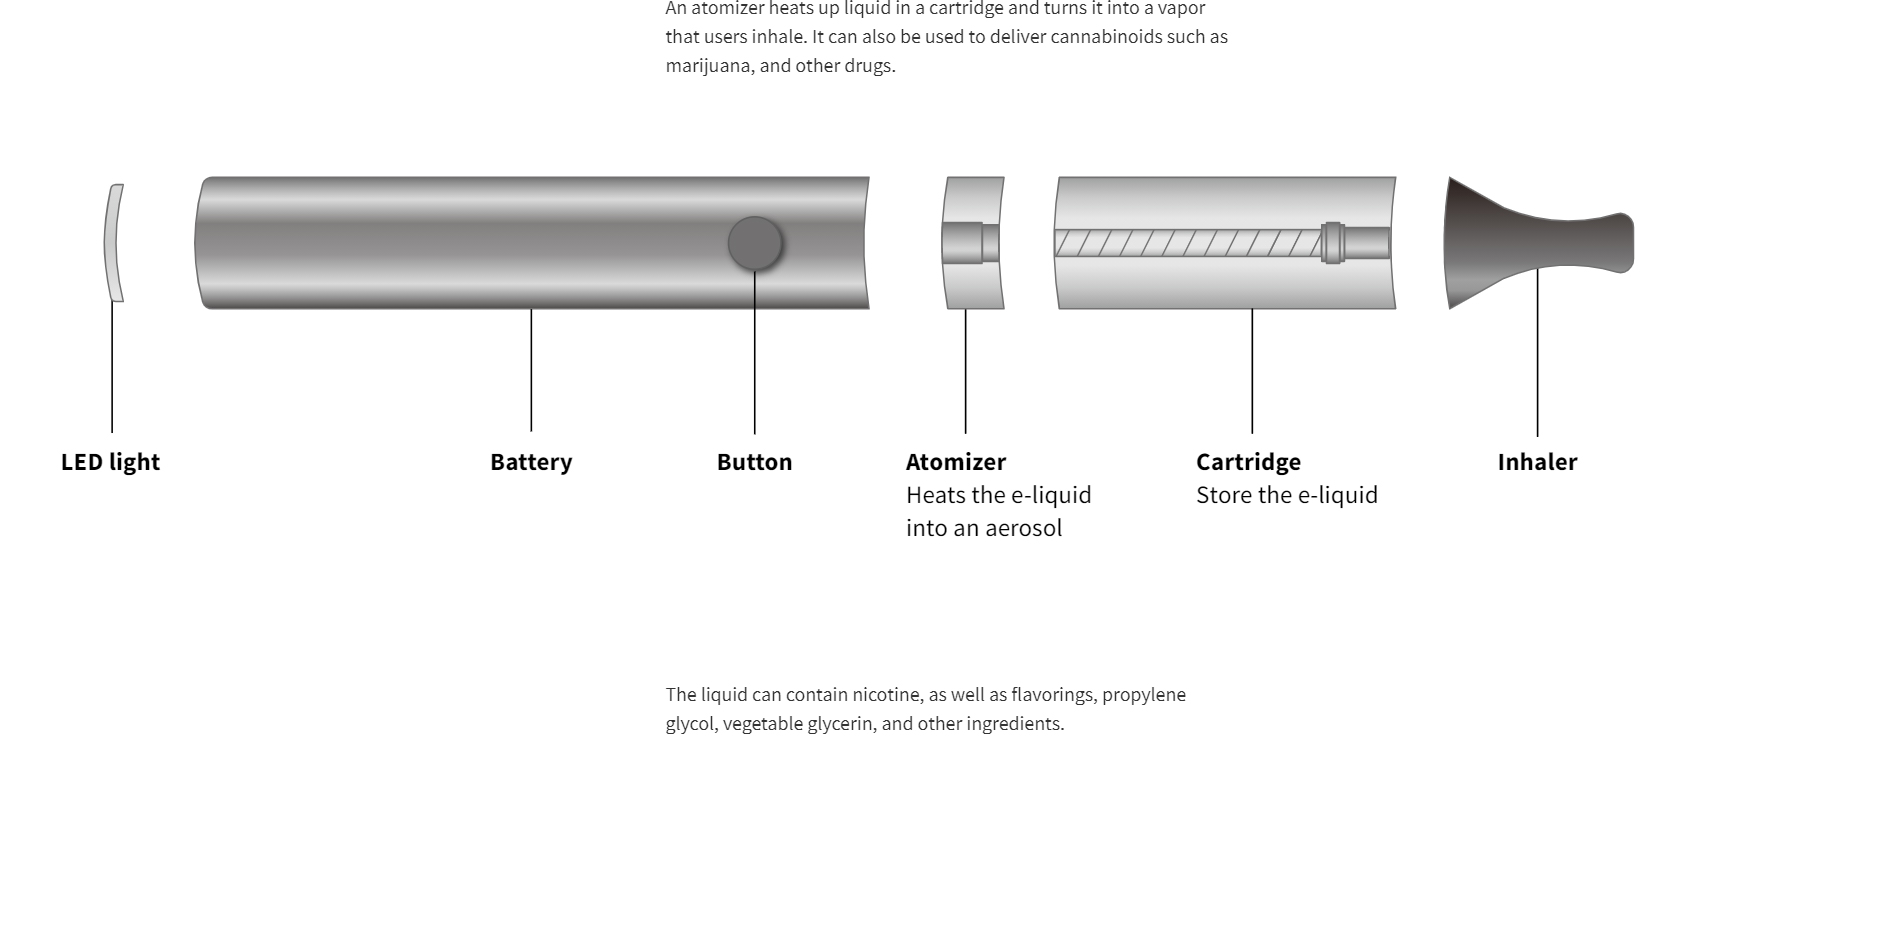 An atomizer heats up liquid in a cartridge and turns it into a vapor
that users inhale. It can also be used to deliver cannabinoids such as
marijuana, and other drugs.
LED light
Battery
Button
Atomizer
Heats the e-liquid
into an aerosol
Cartridge
Store the e-liquid
Inhaler
The liquid can contain nicotine, as well as flavorings, propylene
glycol, vegetable glycerin, and other ingredients.